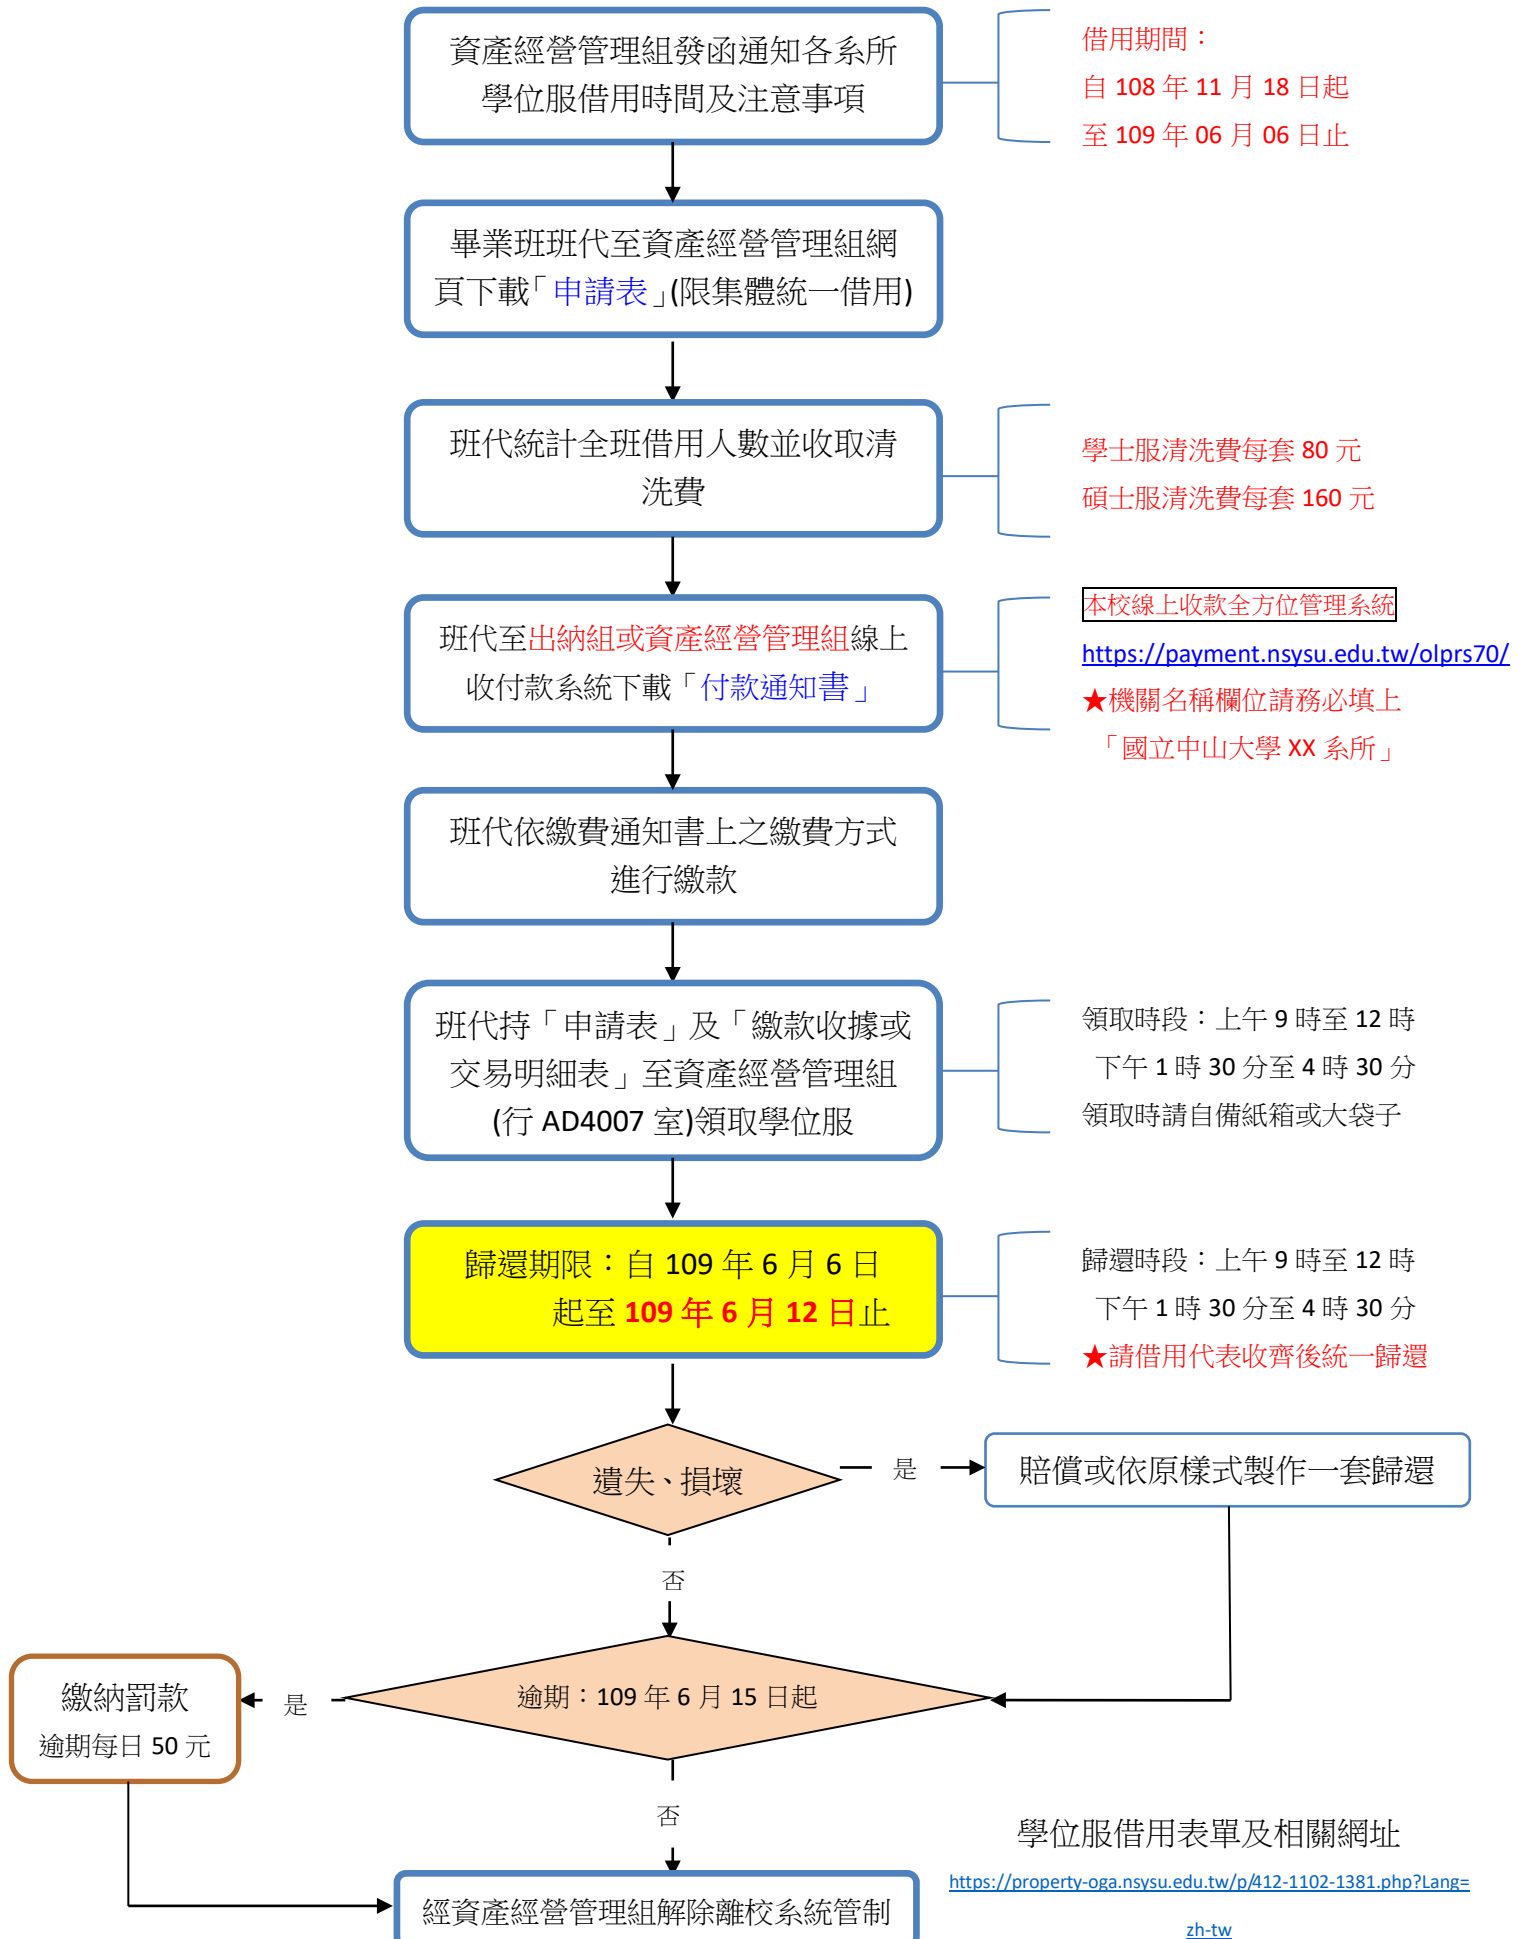 資產經營管理組發函通知各系所
學位服借用時間及注意事項
借用期間：
自 108 年 11 月 18 日起
至 109 年 06 月 06 日止
畢業班班代至資產經營管理組網
頁下載「申請表」(限集體統一借用)
班代統計全班借用人數並收取清
洗費
學士服清洗費每套 80 元
碩士服清洗費每套 160 元
班代至出納組或資產經營管理組線上
收付款系統下載「付款通知書」
本校線上收款全方位管理系統
https://payment.nsysu.edu.tw/olprs70/
★機關名稱欄位請務必填上
「國立中山大學 XX 系所」
班代依繳費通知書上之繳費方式
進行繳款
班代持「申請表」及「繳款收據或
交易明細表」至資產經營管理組
(行 AD4007 室)領取學位服
領取時段：上午 9 時至 12 時
下午 1 時 30 分至 4 時 30 分
領取時請自備紙箱或大袋子
歸還期限：自 109 年 6 月 6 日
起至 109 年 6 月 12 日止
歸還時段：上午 9 時至 12 時
下午 1 時 30 分至 4 時 30 分
★請借用代表收齊後統一歸還
遺失、損壞
是
賠償或依原樣式製作一套歸還
否
逾期：109 年 6 月 15 日起
是
繳納罰款
逾期每日 50 元
否
經資產經營管理組解除離校系統管制
學位服借用表單及相關網址
https://property-oga.nsysu.edu.tw/p/412-1102-1381.php?Lang=
zh-tw